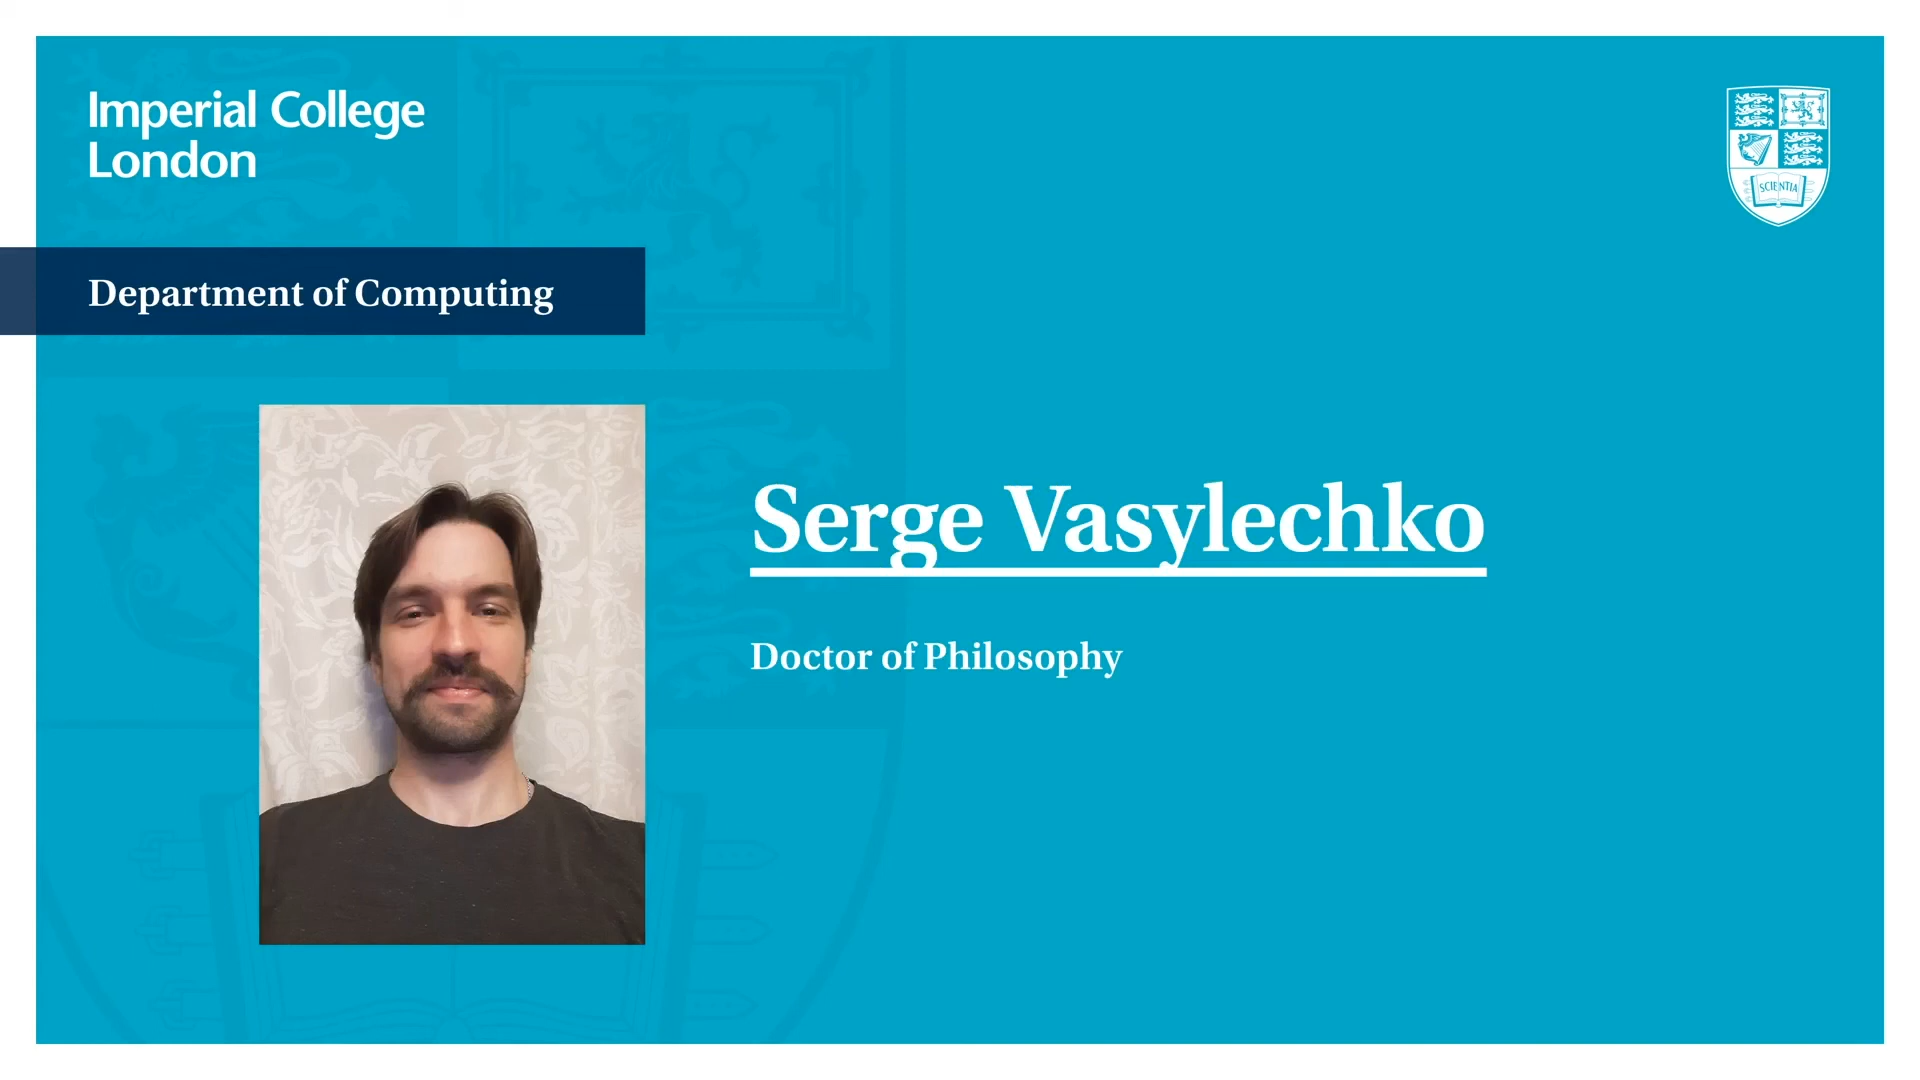 Imperial College
London
SCIENTIA
Department of Computing
Serge Vasylechko
Doctor of Philosophy